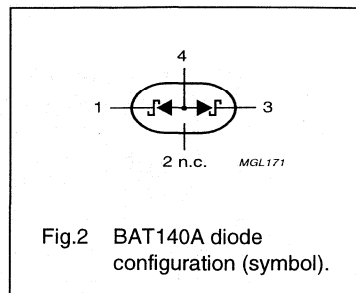 4
1 3
2 n.c. MGL171
Fig.2 BAT140A diode
configuration (symbol).